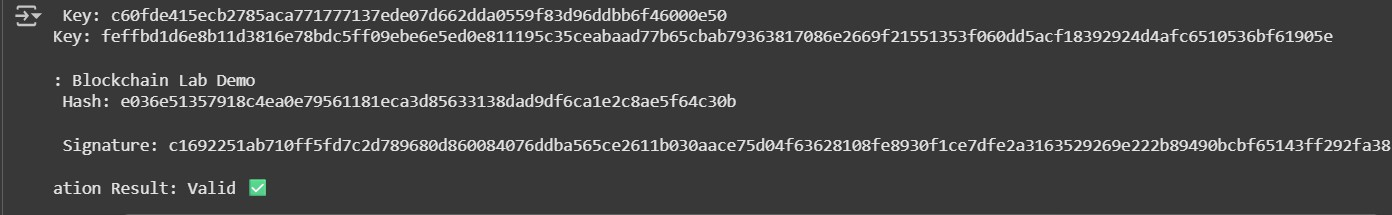 Key: c60fde415ecb2785aca771777137ede07d662dda0559f83d96ddbb6f46000e50
Key: feffbd1d6e8b11d3816e78bdc5ff09ebe6e5ed0e811195c35ceabaad77b65cbab79363817086e2669f21551353f060dd5acf18392924d4afc6510536bf61905e
: Blockchain Lab Demo
Hash: e036e51357918c4ea0e79561181eca3d85633138dad9df6ca1e2c8ae5f64c30b
Signature: c1692251ab710ff5fd7c2d789680d860084076ddba565ce2611b030aace75d04f63628108fe8930f1ce7dfe2a3163529269e222b89490bcbf65143ff292fa38
ation Result: Valid ✅